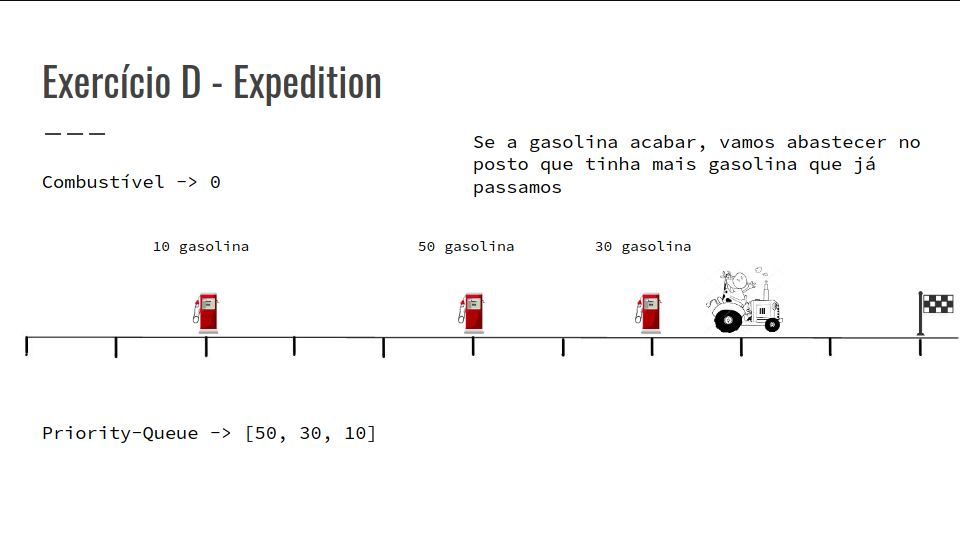 Exercício D - Expedition
Se a gasolina acabar, vamos abastecer no
posto que tinha mais gasolina que já
passamos
Combustível -> 0
10 gasolina
50 gasolina
30 gasolina
Priority-Queue -> [50, 30, 10]